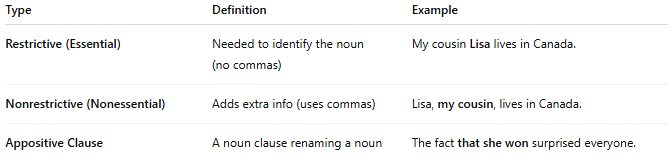 Type Definition Example
Restrictive (Essential) Needed to identify the noun My cousin Lisa lives in Canada.
(no commas)
Nonrestrictive (Nonessential) Adds extra info (uses commas) Lisa, my cousin, lives in Canada.
Appositive Clause A noun clause renaming a noun The fact that she won surprised everyone.